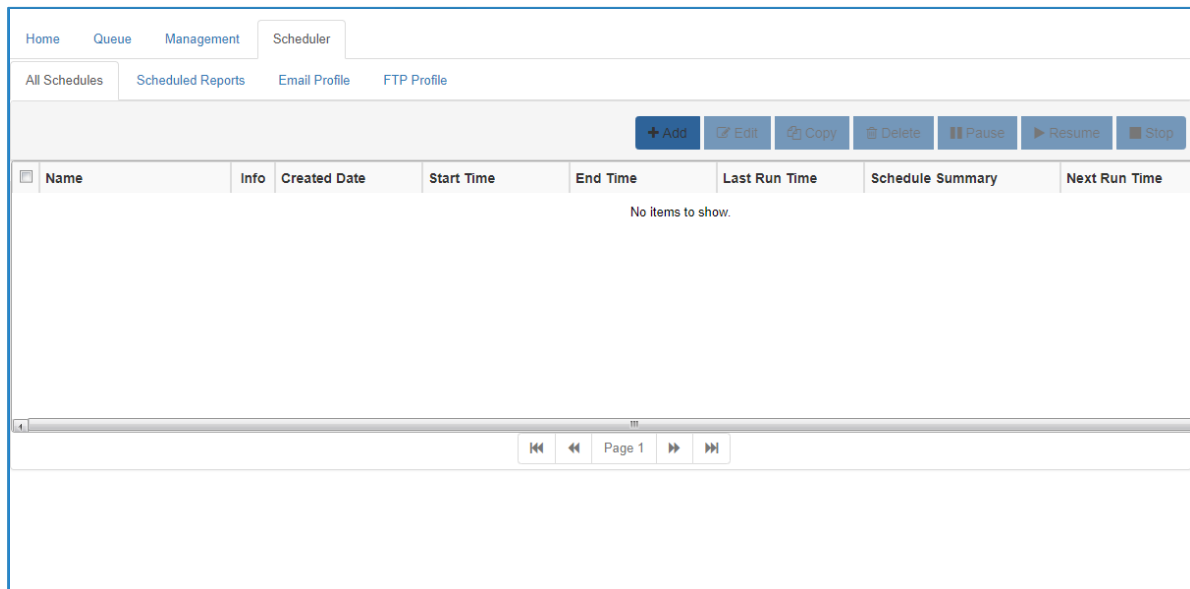 Home Queue Management Scheduler
All Schedules Scheduled Reports Email Profile FTP Profile
Add Edit Copy Delete Pause Resume Stop
Name Info Created Date Start Time End Time Last Run Time Schedule Summary Next Run Time
No items to show.
Page 1